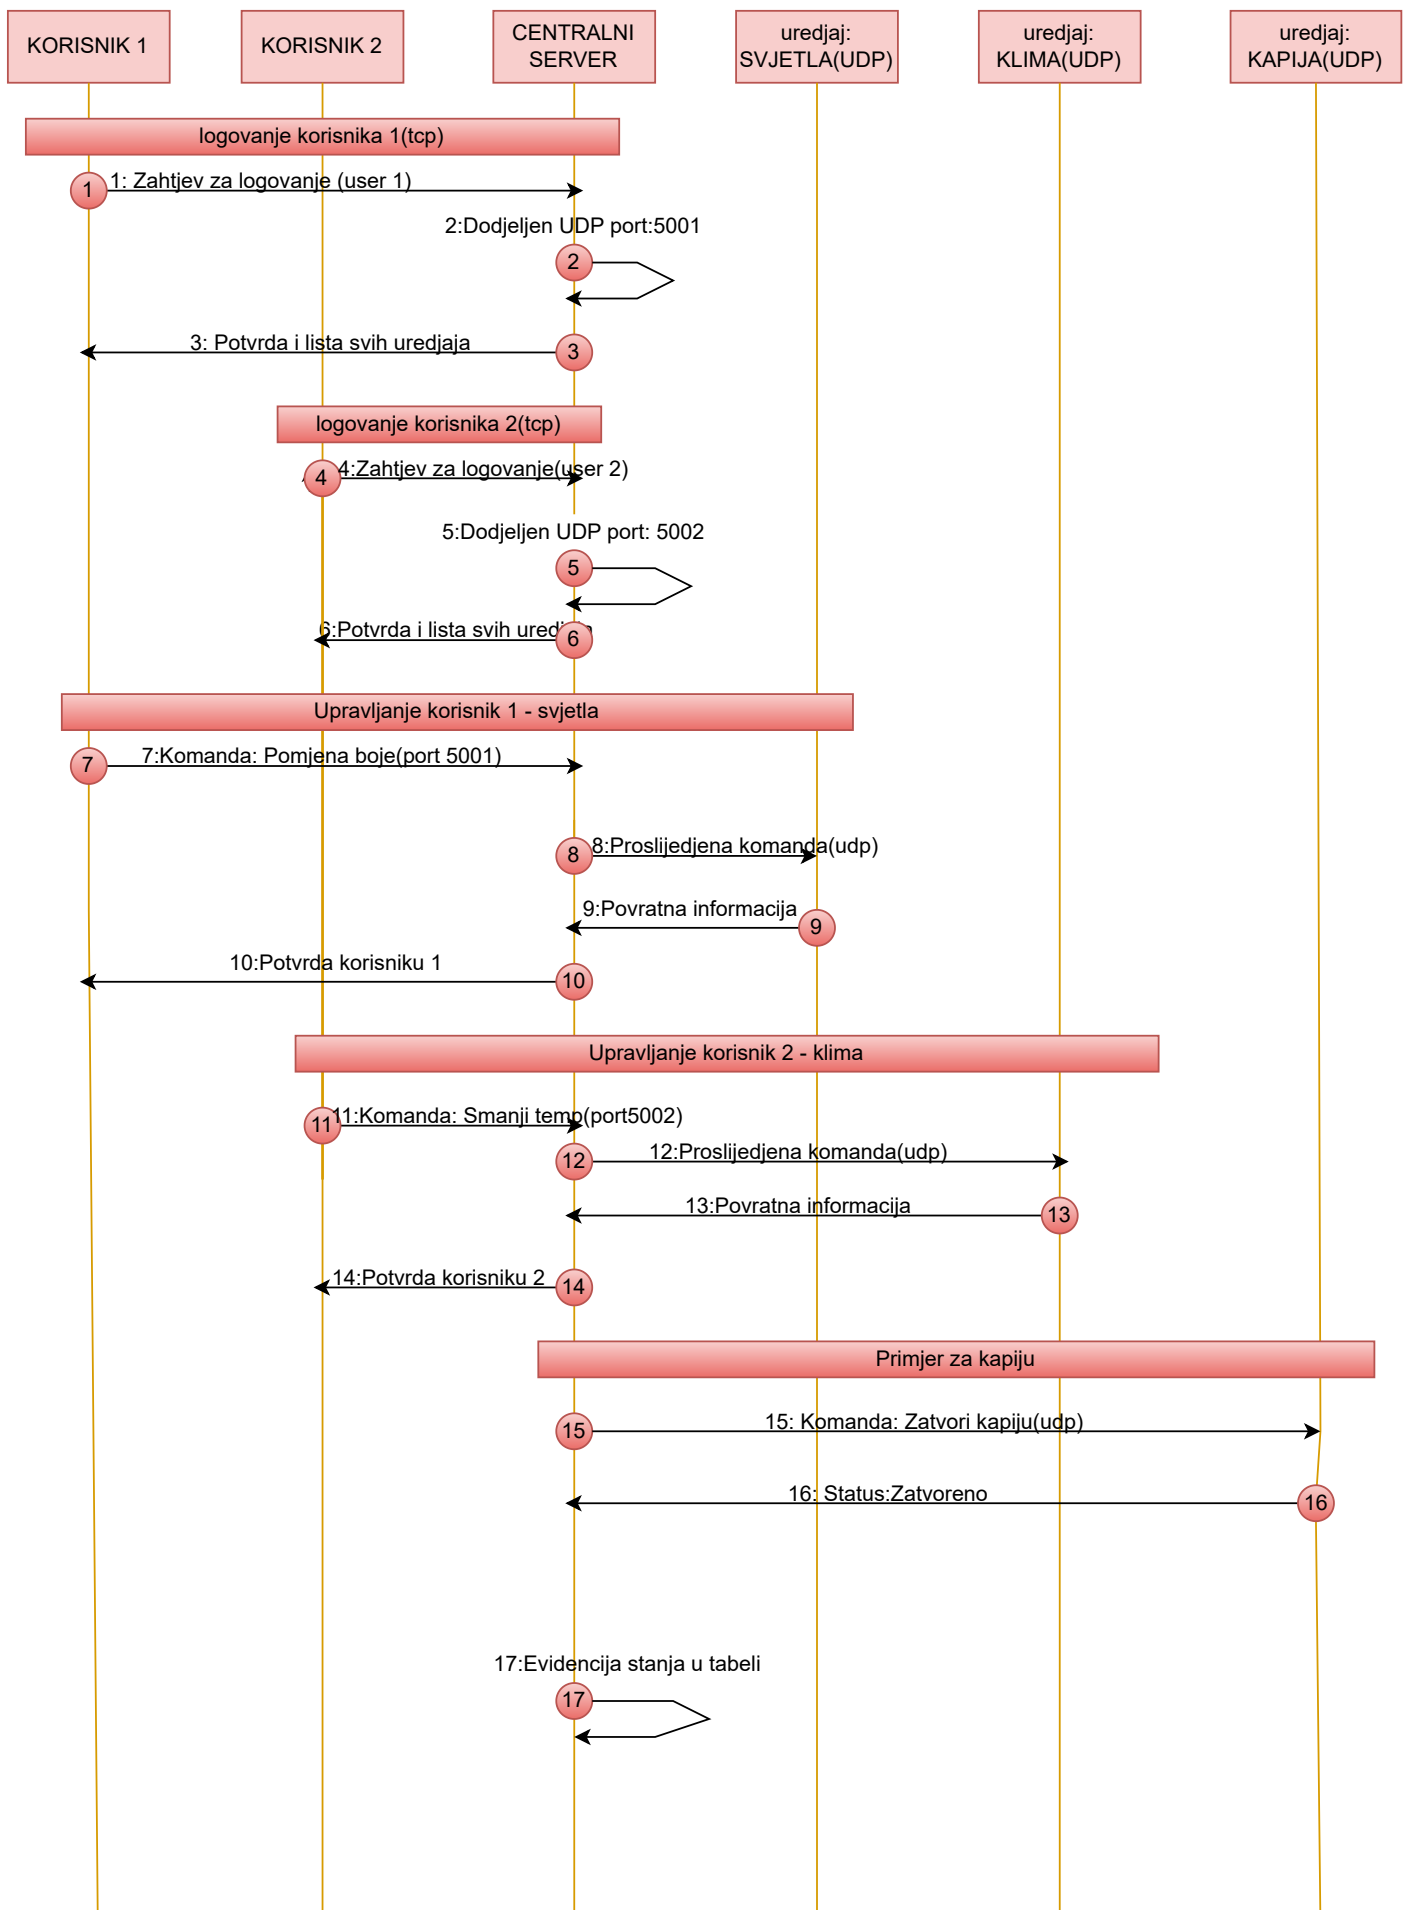 KORISNIK 1
KORISNIK 2
CENTRALNI
SERVER
uredjaj:
SVJETLA(UDP)
uredjaj:
KLIMA(UDP)
uredjaj:
KAPIJA(UDP)
logovanje korisnika 1(tcp)
1
1: Zahtjev za logovanje (user 1)
2:Dodjeljen UDP port:5001
2
3: Potvrda i lista svih uredjaja
3
logovanje korisnika 2(tcp)
4
4:Zahtjev za logovanje(user 2)
5:Dodjeljen UDP port: 5002
5
6:Potvrda i lista svih uredjaja
6
Upravljanje korisnik 1 - svjetla
7
7:Komanda: Pomjena boje(port 5001)
8
8:Proslijedjena komanda(udp)
9:Povratna informacija
9
10:Potvrda korisniku 1
10
Upravljanje korisnik 2 - klima
11
11:Komanda: Smanji temp(port5002)
12
12:Proslijedjena komanda(udp)
13:Povratna informacija
13
14:Potvrda korisniku 2
14
Primjer za kapiju
15
15: Komanda: Zatvori kapiju(udp)
16: Status:Zatvoreno
16
17:Evidencija stanja u tabeli
17